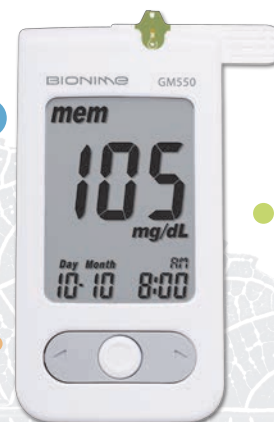 BIONIME GM550
mem
105
mg/dL
Day Month AM
10-10 8:00